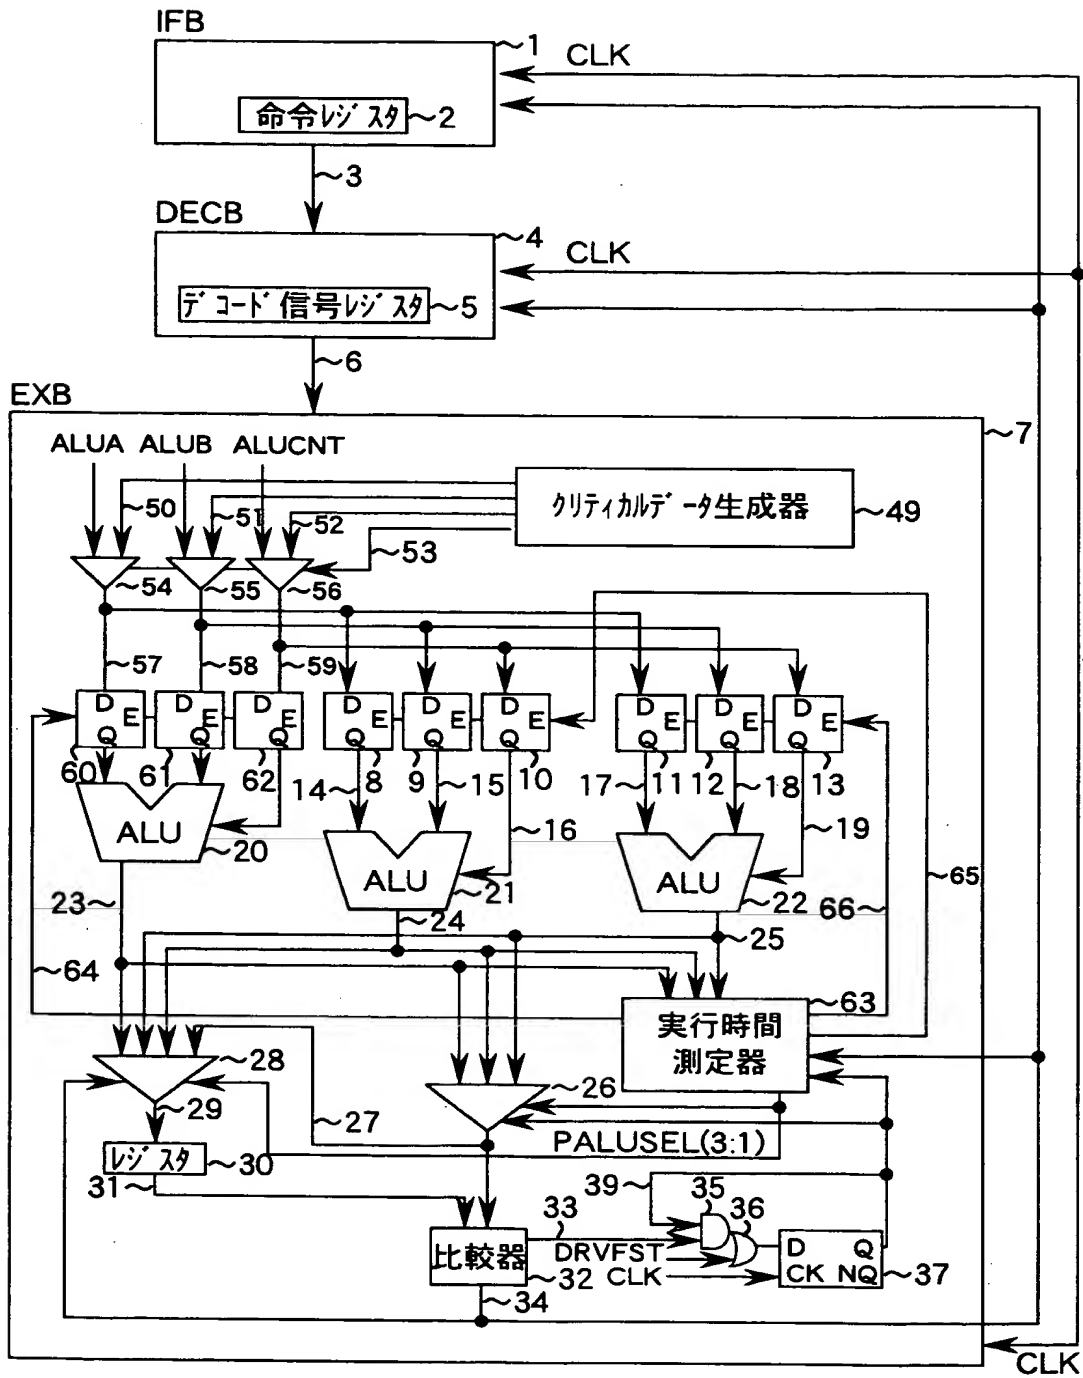 IFB
1
CLK
命令レジスタ
2
3
DECB
4
CLK
デコード信号レジスタ
5
6
EXB
7
ALUA ALUB ALUCNT
クリティカルデータ生成器
49
50
51
52
53
54
55
56
57
58
59
D E Q
D E Q
D E Q
D E Q
D E Q
D E Q
D E Q
D E Q
D E Q
60
61
62
14
8
9
15
10
17
11
12
18
13
ALU
20
16
19
ALU
21
ALU
22
65
23
24
25
66
64
63
実行時間
測定器
28
26
29
27
PALUSEL(3:1)
レジスタ
30
31
39
35
36
33
比較器
32
DRVFST
CLK
D Q
CK NQ
37
34
CLK